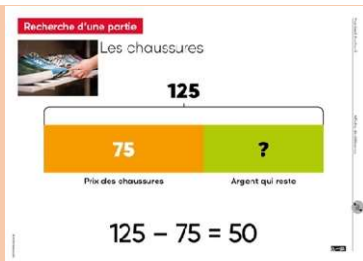 Recherche d'une partie
Les chaussures
125
75
?
Prix des chaussures
Argent qui reste
125 – 75 = 50